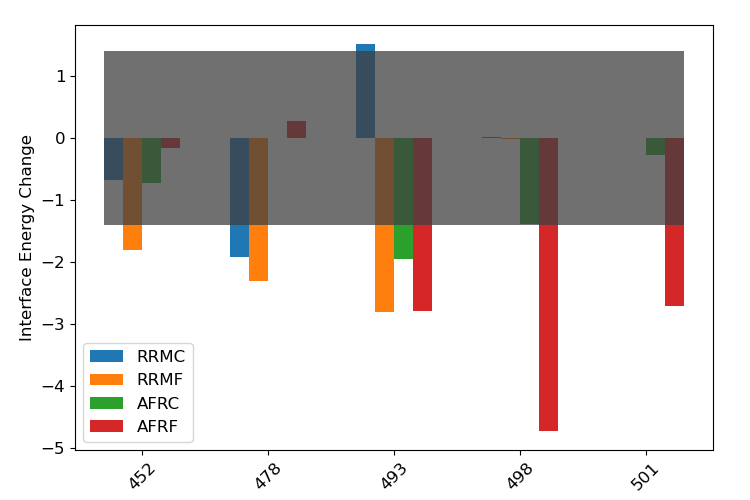 Interface Energy Change
1
0
−1
−2
−3
−4
−5
RRMC
RRMF
AFRC
AFRF
452
478
493
498
501